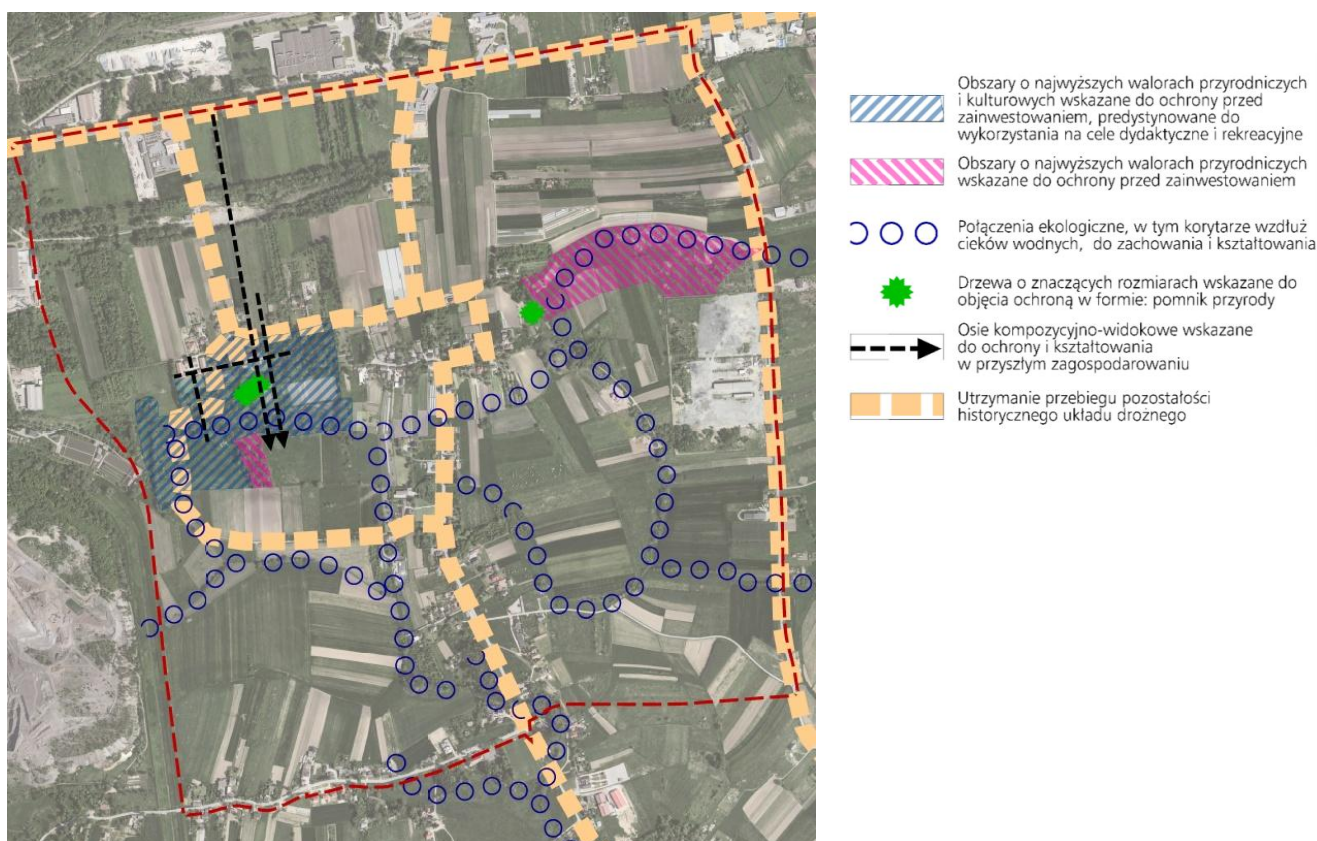 Obszary o najwyższych walorach przyrodniczych
i kulturowych wskazane do ochrony przed
zainwestowaniem, predystynowane do
wykorzystania na cele dydaktyczne i rekreacyjne
Obszary o najwyższych walorach przyrodniczych
wskazane do ochrony przed zainwestowaniem
Połączenia ekologiczne, w tym korytarze wzdłuż
cieków wodnych, do zachowania i kształtowania
Drzewa o znaczących rozmiarach wskazane do
objęcia ochroną w formie: pomnik przyrody
Osie kompozycyjno-widokowe wskazane
do ochrony i kształtowania
w przyszłym zagospodarowaniu
Utrzymanie przebiegu pozostałości
historycznego układu drożnego